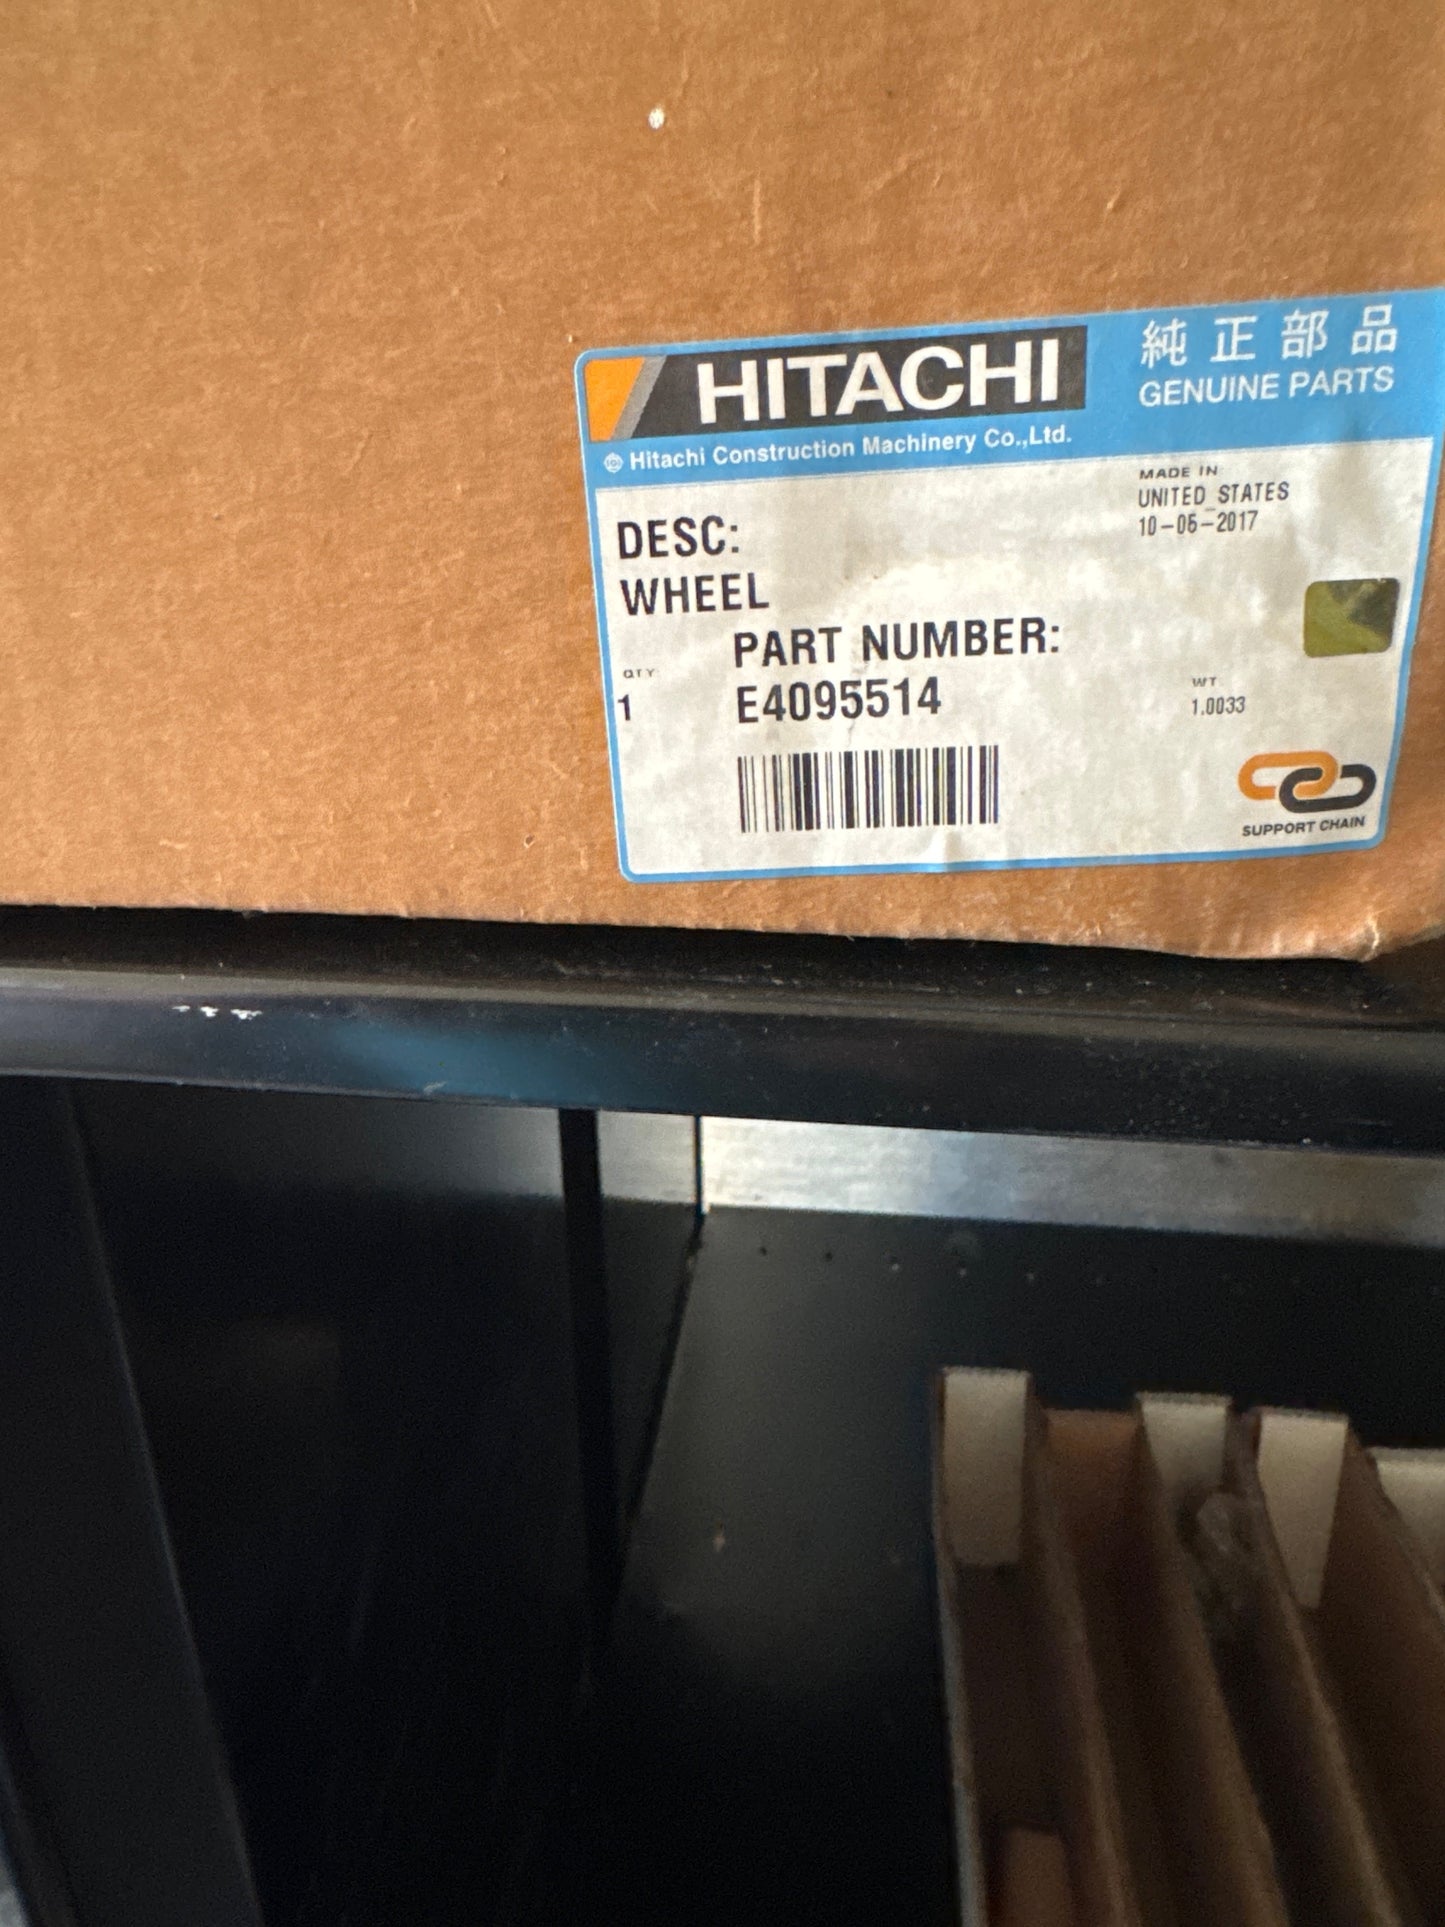 HITACHI
Hitachi Construction Machinery Co.,Ltd.
純正部品
GENUINE PARTS
MADE IN
UNITED STATES
10-05-2017
DESC:
WHEEL
PART NUMBER:
QTY
1
E4095514
WT
1.0033
SUPPORT CHAIN